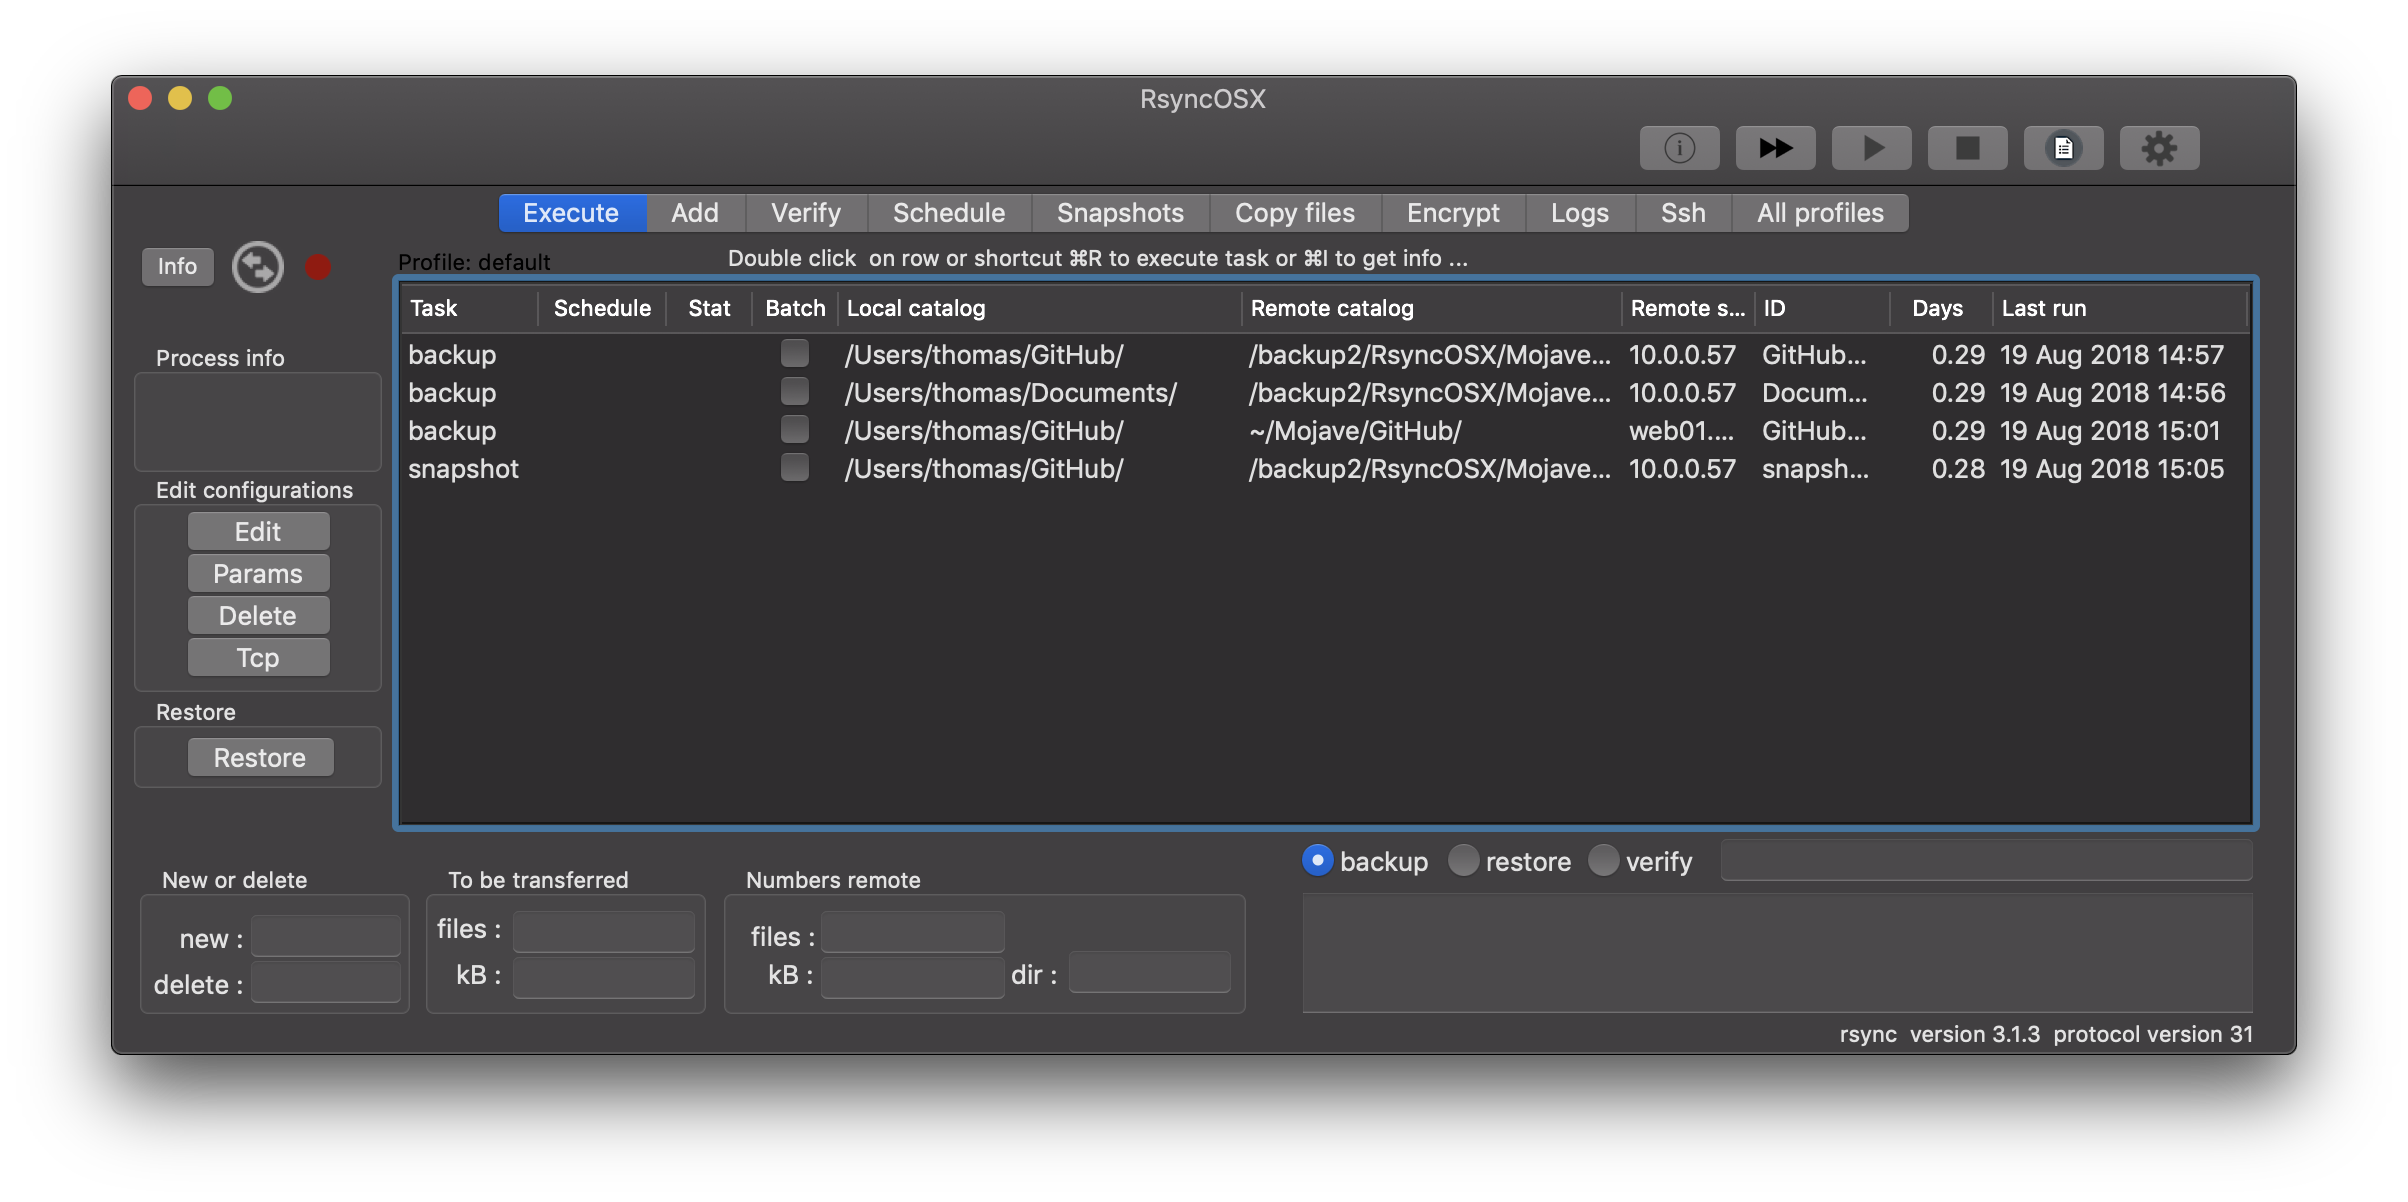 RsyncOSX
Execute Add Verify Schedule Snapshots Copy files Encrypt Logs Ssh All profiles
Info
Profile: default
Double click  on row or shortcut ⌘R to execute task or ⌘I to get info ...
Task Schedule Stat Batch Local catalog Remote catalog Remote s... ID Days Last run
backup /Users/thomas/GitHub/ /backup2/RsyncOSX/Mojave... 10.0.0.57 GitHub... 0.29 19 Aug 2018 14:57
backup /Users/thomas/Documents/ /backup2/RsyncOSX/Mojave... 10.0.0.57 Docum... 0.29 19 Aug 2018 14:56
backup /Users/thomas/GitHub/ ~/Mojave/GitHub/ web01.... GitHub... 0.29 19 Aug 2018 15:01
snapshot /Users/thomas/GitHub/ /backup2/RsyncOSX/Mojave... 10.0.0.57 snapsh... 0.28 19 Aug 2018 15:05
Process info
Edit configurations
Edit
Params
Delete
Tcp
Restore
Restore
backup restore verify
New or delete
new :
delete :
To be transferred
files :
kB :
Numbers remote
files :
kB :
dir :
rsync  version 3.1.3  protocol version 31